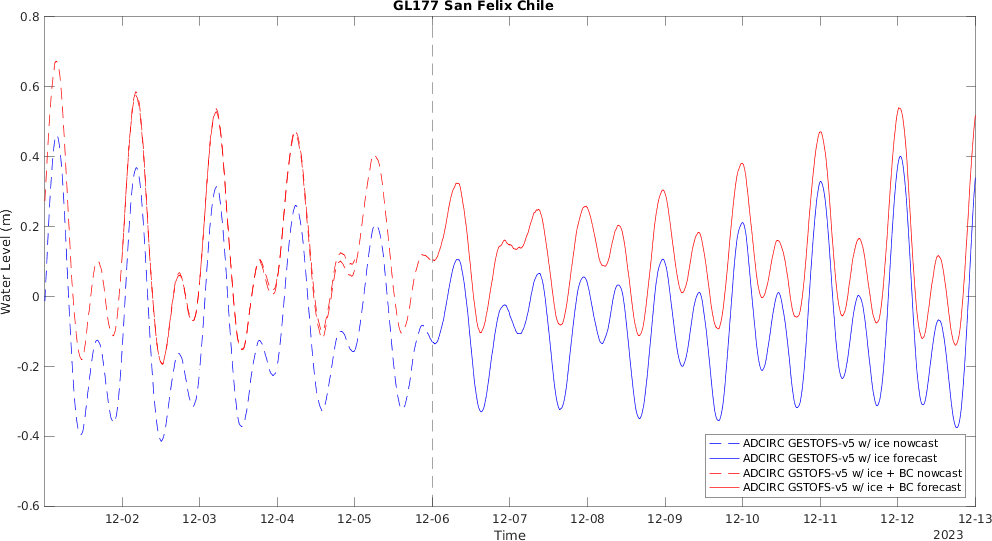 GL177 San Felix Chile
0.8
0.6
0.4
0.2
0
-0.2
-0.4
-0.6
Water Level (m)
ADCIRC GESTOFS-v5 w/ ice nowcast
ADCIRC GESTOFS-v5 w/ ice forecast
ADCIRC GSTOFS-v5 w/ ice + BC nowcast
ADCIRC GSTOFS-v5 w/ ice + BC forecast
12-02 12-03 12-04 12-05 12-06 12-07 12-08 12-09 12-10 12-11 12-12 12-13
Time
2023